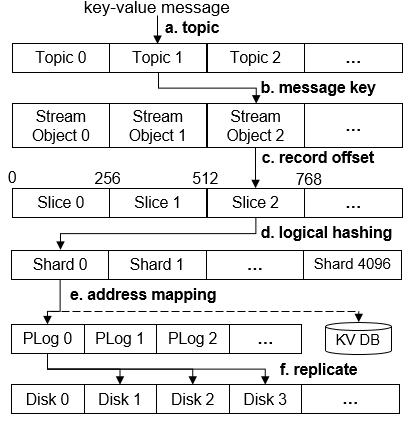 key-value message
a. topic
Topic 0 Topic 1 Topic 2 ...
b. message key
Stream Object 0 Stream Object 1 Stream Object 2 ...
c. record offset
0 256 512 768
Slice 0 Slice 1 Slice 2 ...
d. logical hashing
Shard 0 Shard 1 ... Shard 4096
e. address mapping
PLog 0 PLog 1 PLog 2 ... KV DB
f. replicate
Disk 0 Disk 1 Disk 2 Disk 3 ...